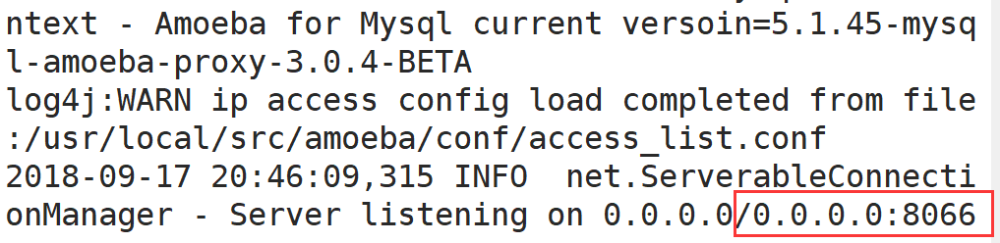 ntext - Amoeba for Mysql current versoin=5.1.45-mysq
l-amoeba-proxy-3.0.4-BETA
log4j:WARN ip access config load completed from file
:/usr/local/src/amoeba/conf/access_list.conf
2018-09-17 20:46:09,315 INFO  net.ServerableConnecti
onManager - Server listening on 0.0.0.0/0.0.0.0:8066